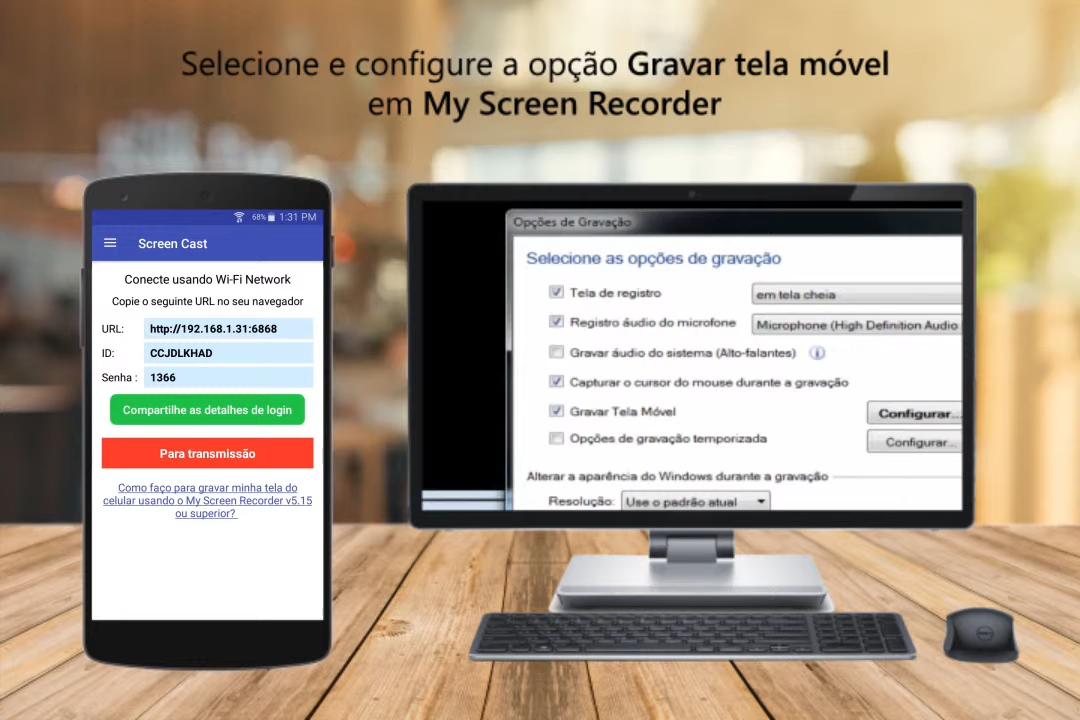 Selecione e configure a opção Gravar tela móvel
em My Screen Recorder
68% 1:31 PM
Screen Cast
Conecte usando Wi-Fi Network
Copie o seguinte URL no seu navegador
URL: http://192.168.1.31:6868
ID: CCJDLKHAD
Senha : 1366
Compartilhe as detalhes de login
Para transmissão
Como faço para gravar minha tela do
celular usando o My Screen Recorder v5.15
ou superior?
Opções de Gravação
Selecione as opções de gravação
Tela de registro em tela cheia
Registro áudio do microfone Microphone (High Definition Audio
Gravar áudio do sistema (Alto-falantes)
Capturar o cursor do mouse durante a gravação
Gravar Tela Móvel Configurar...
Opções de gravação temporizada Configurar...
Alterar a aparência do Windows durante a gravação
Resolução: Use o padrão atual